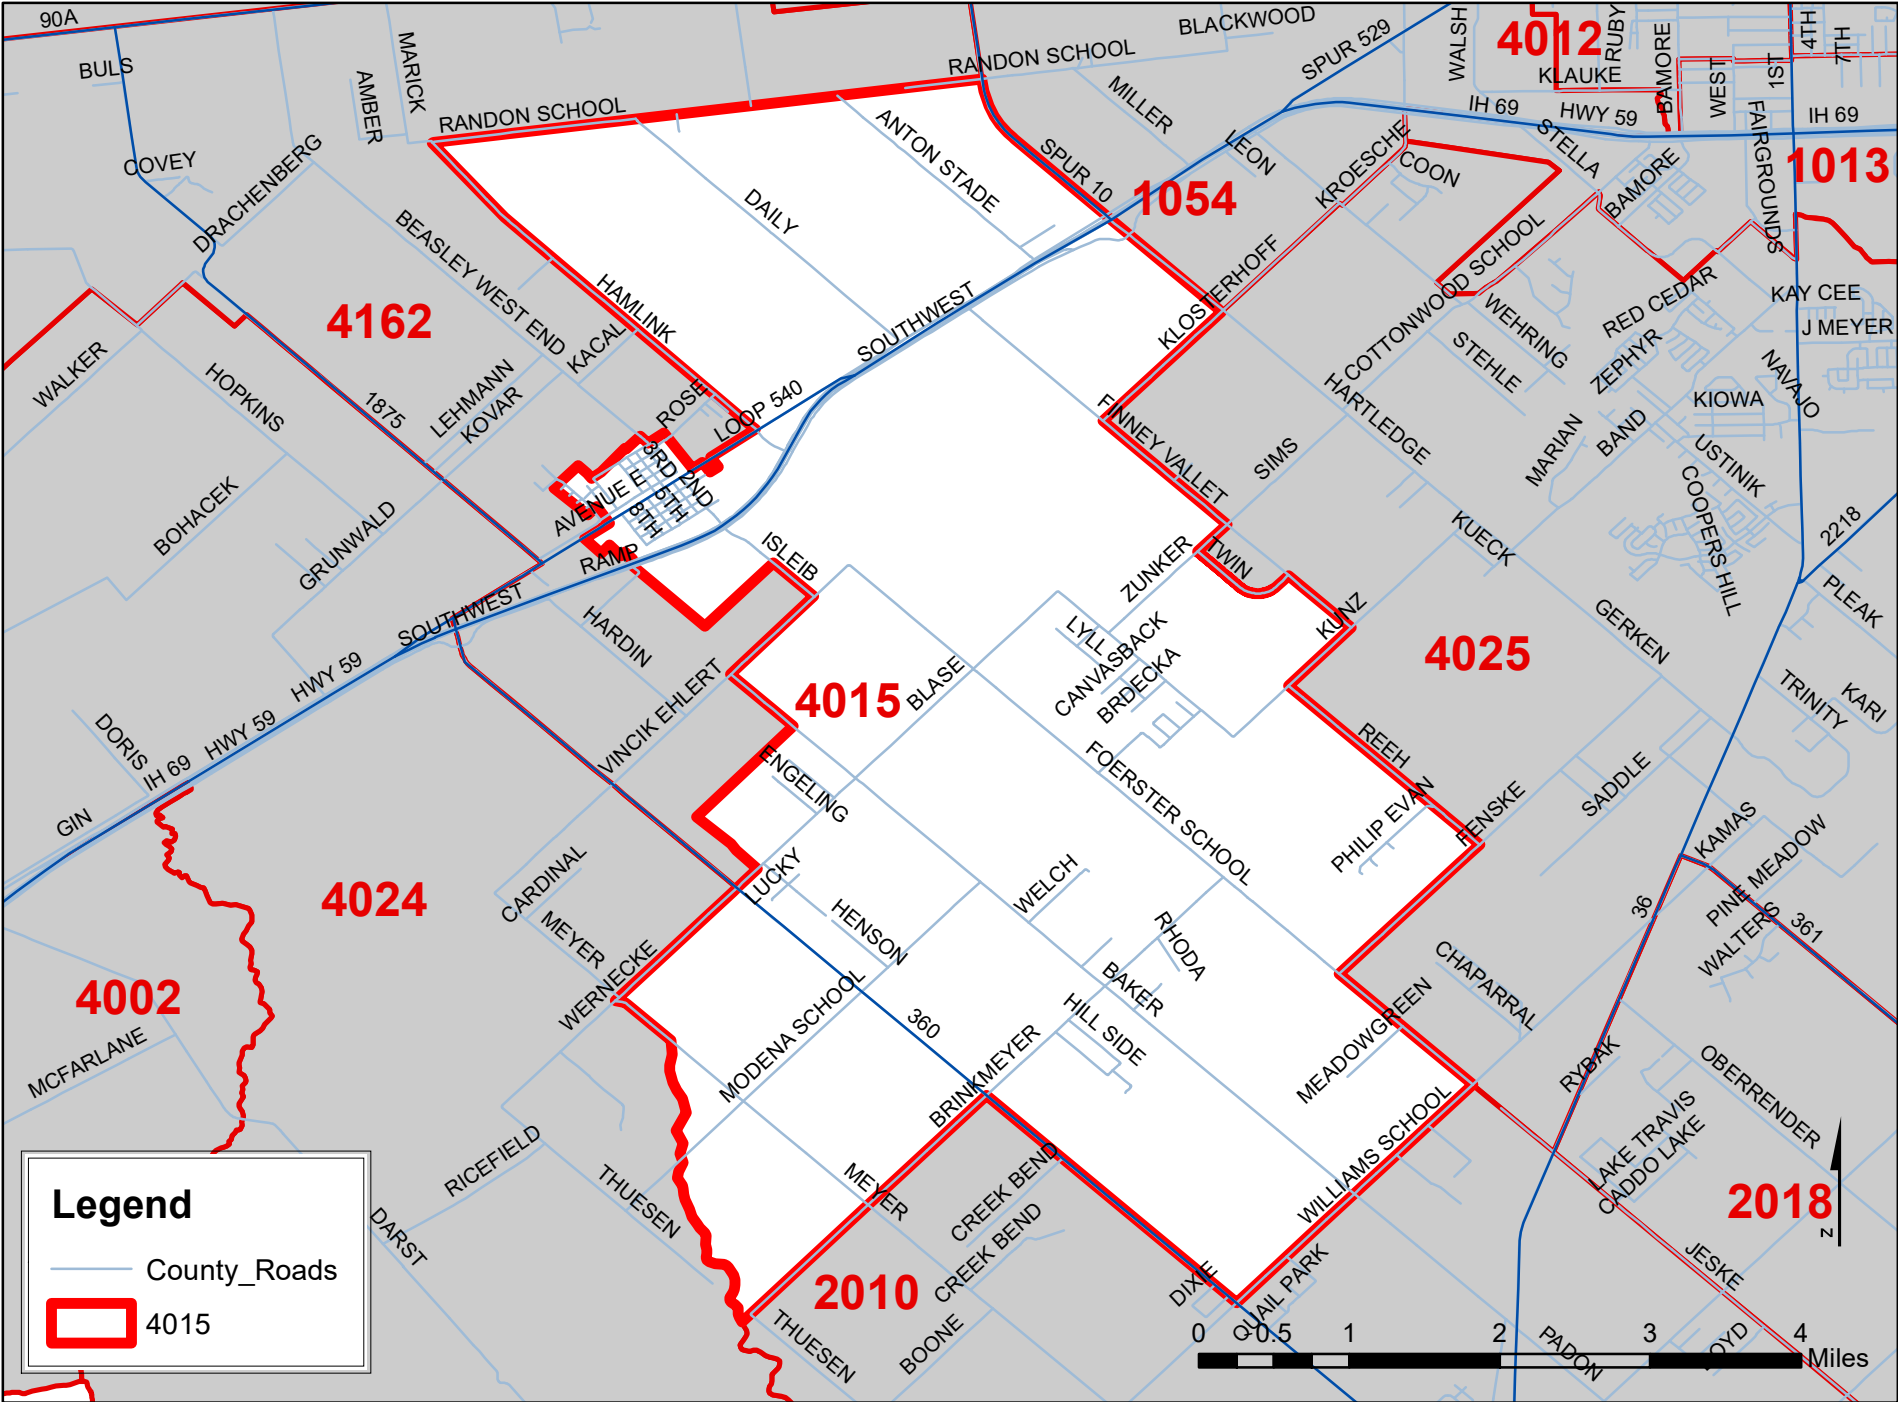 90A
BULS
MARICK
AMBER
COVEY
DRACHENBERG
RANDON SCHOOL
RANDON SCHOOL
BLACKWOOD
SPUR 529
WALSH
4012
RUBY
BAMORE
KLAUKE
WEST
1ST
4TH
7TH
IH 69
HWY 59
IH 69
FAIRGROUNDS
1013
MILLER
LEON
ANTON STADE
SPUR 10
1054
KROESCHE
COON
STELLA
BAMORE
DAILY
BEASLEY WEST END
HAMLINK
KACAL
4162
SOUTHWEST
KLOSTERHOFF
COTTONWOOD SCHOOL
WEHRING
STEHLE
RED CEDAR
ZEPHYR
KAY CEE
J MEYER
NAVAJO
KIOWA
WALKER
HOPKINS
1875
LEHMANN
KOVAR
ROSE
LOOP 540
FINNEY VALLET
SIMS
HARTLEDGE
MARIAN
BAND
USTINIK
COOPERS HILL
2218
3RD
2ND
AVENUE E
5TH
8TH
RAMP
BOHACEK
GRUNWALD
ISLEIB
ZUNKER
TWIN
KUECK
KUNZ
GERKEN
PLEAK
SOUTHWEST
HARDIN
LYLL
CANVASBACK
BRDECKA
4025
HWY 59
VINCIK EHLERT
4015
BLASE
TRINITY
KARI
DORIS
IH 69
HWY 59
GIN
ENGELING
FOERSTER SCHOOL
REEH
PHILIP EVAN
FENSKE
SADDLE
KAMAS
PINE MEADOW
WALTERS
36
361
4024
CARDINAL
MEYER
LUCKY
HENSON
WELCH
RHODA
WERNECKE
4002
MCFARLANE
MODENA SCHOOL
360
BAKER
HILL SIDE
BRINKMEYER
MEADOWGREEN
CHAPARRAL
RYBAK
OBERRENDER
LAKE TRAVIS
CADDO LAKE
WILLIAMS SCHOOL
2018
RICEFIELD
THUESEN
MEYER
CREEK BEND
CREEK BEND
DARST
2010
THUESEN
BOONE
DIXIE
QUAIL PARK
JESKE
PADON
Legend
County_Roads
4015
0 0.5 1 2 3 4
Miles
z